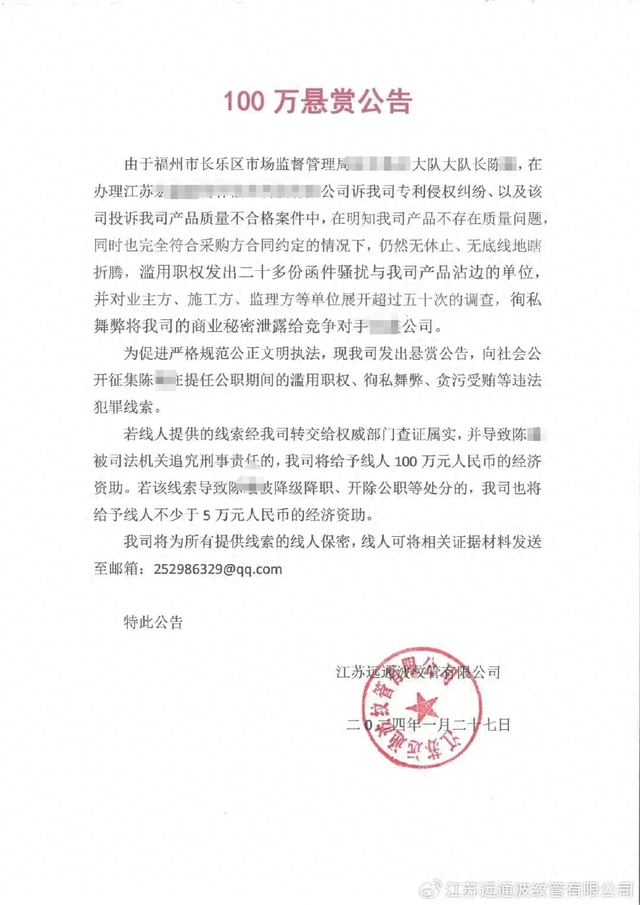 100 万悬赏公告
由于福州市长乐区市场监督管理局 大队大队长陈 ，在
办理江苏 公司诉我司专利侵权纠纷、以及该
司投诉我司产品质量不合格案件中，在明知我司产品不存在质量问题，
同时也完全符合采购方合同约定的情况下，仍然无休止、无底线地瞎
折腾，滥用职权发出二十多份函件骚扰与我司产品沾边的单位，
并对业主方、施工方、监理方等单位展开超过五十次的调查，徇私
舞弊将我司的商业秘密泄露给竞争对手 公司。
为促进严格规范公正文明执法，现我司发出悬赏公告，向社会公
开征集陈 在提任公职期间的滥用职权、徇私舞弊、贪污受贿等违法
犯罪线索。
若线人提供的线索经我司转交给权威部门查证属实，并导致陈
被司法机关追究刑事责任的，我司将给予线人 100 万元人民币的经济
资助。若该线索导致陈 被降级降职、开除公职等处分的，我司也将
给予线人不少于 5 万元人民币的经济资助。
我司将为所有提供线索的线人保密，线人可将相关证据材料发送
至邮箱：252986329@qq.com
特此公告
江苏远通波纹管有限公司
二〇 四年一月二十七日
江苏远通波纹管有限公司
江苏远通波纹管有限公司